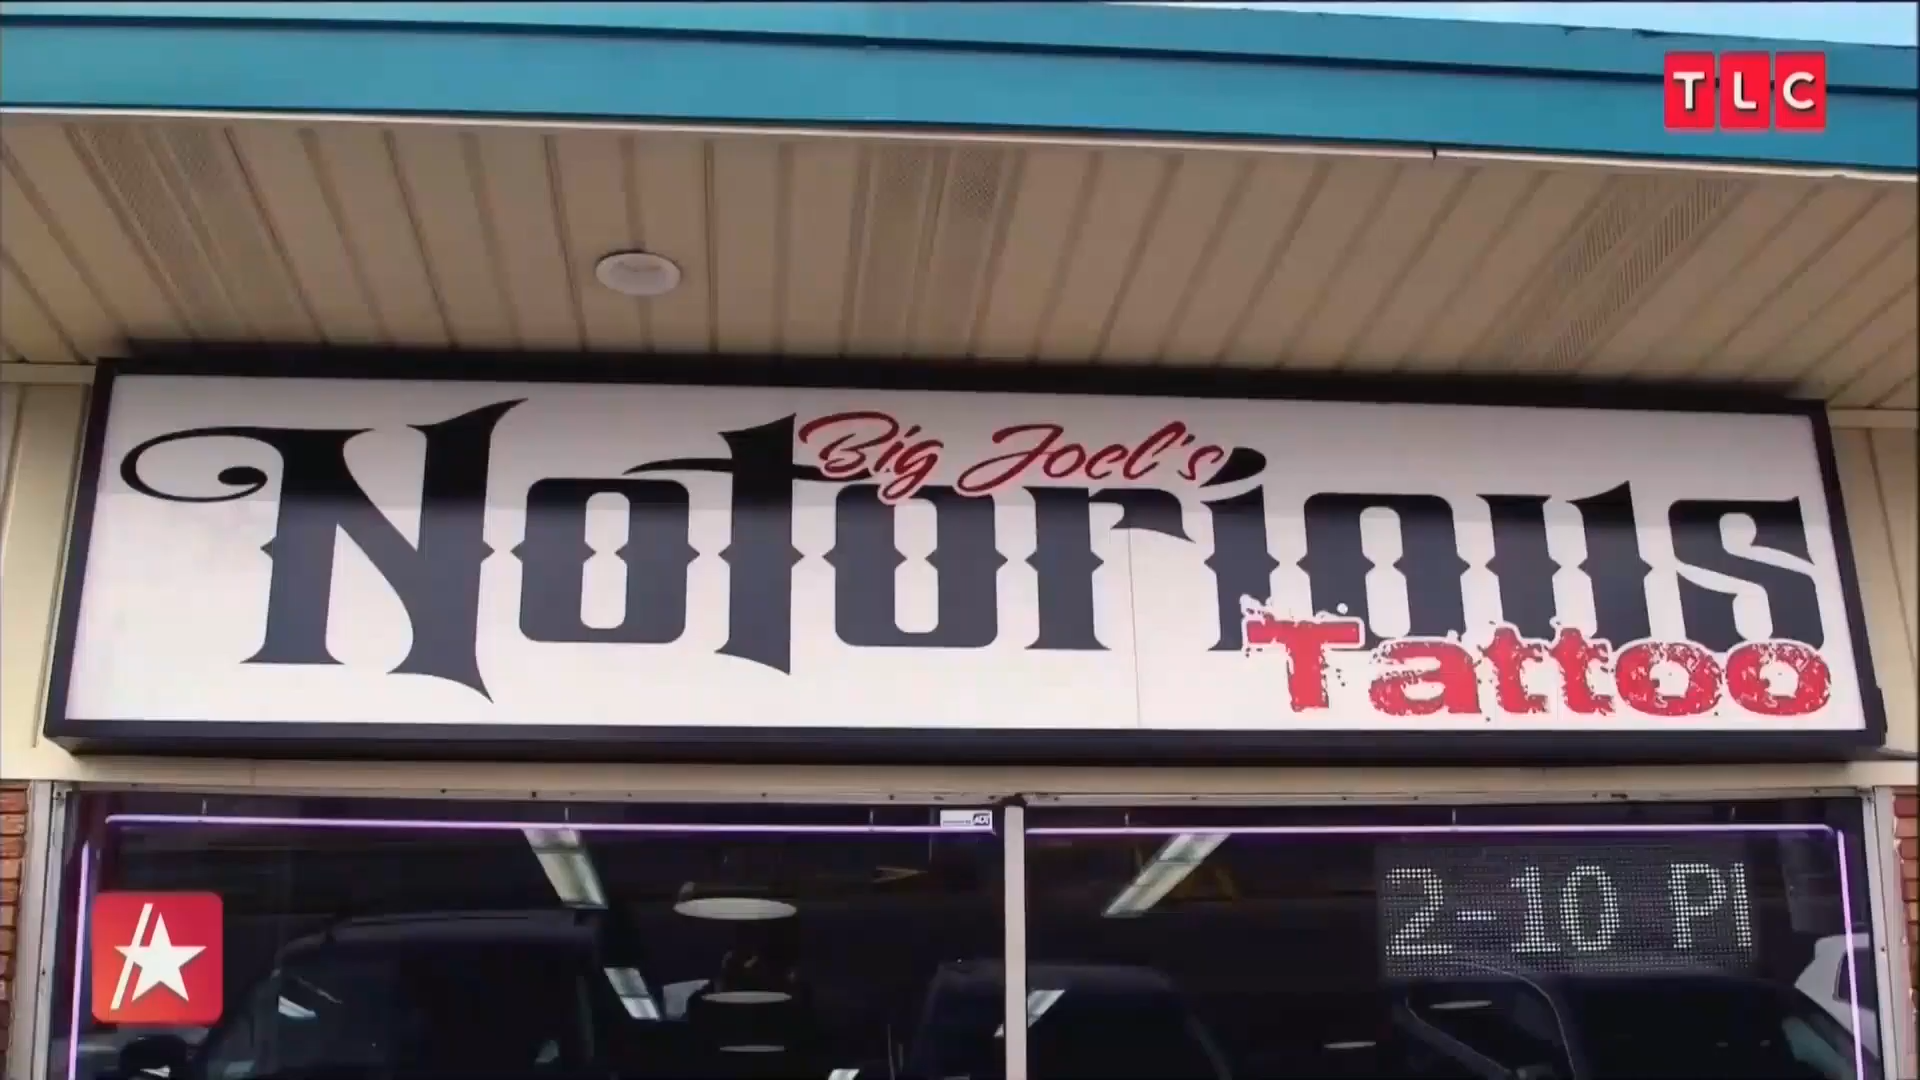 TLC
Big Joel's
Notorious
Tattoo
2-10 P